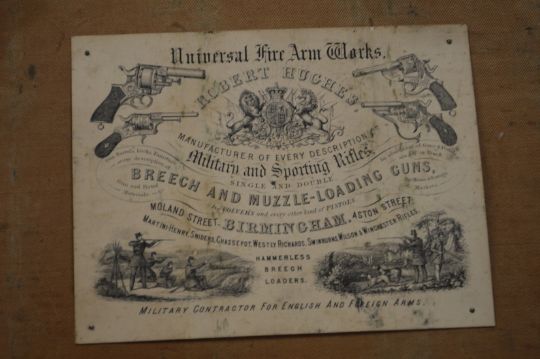 Universal Fire Arm Works.
ROBERT HUGHES,
MANUFACTURER OF EVERY DESCRIPTION OF
Military and Sporting Rifles,
SINGLE AND DOUBLE
BREECH AND MUZZLE-LOADING GUNS,
REVOLVERS and every other kind of PISTOLS
MOLAND STREET, BIRMINGHAM, ASTON STREET.
MARTINI HENRY, SNIDERS, CHASSEPOT, WESTLY RICHARDS, SWINBURNE, WILSON & WINCHESTER RIFLES.
HAMMERLESS
BREECH
LOADERS.
MILITARY CONTRACTOR FOR ENGLISH AND FOREIGN ARMS.